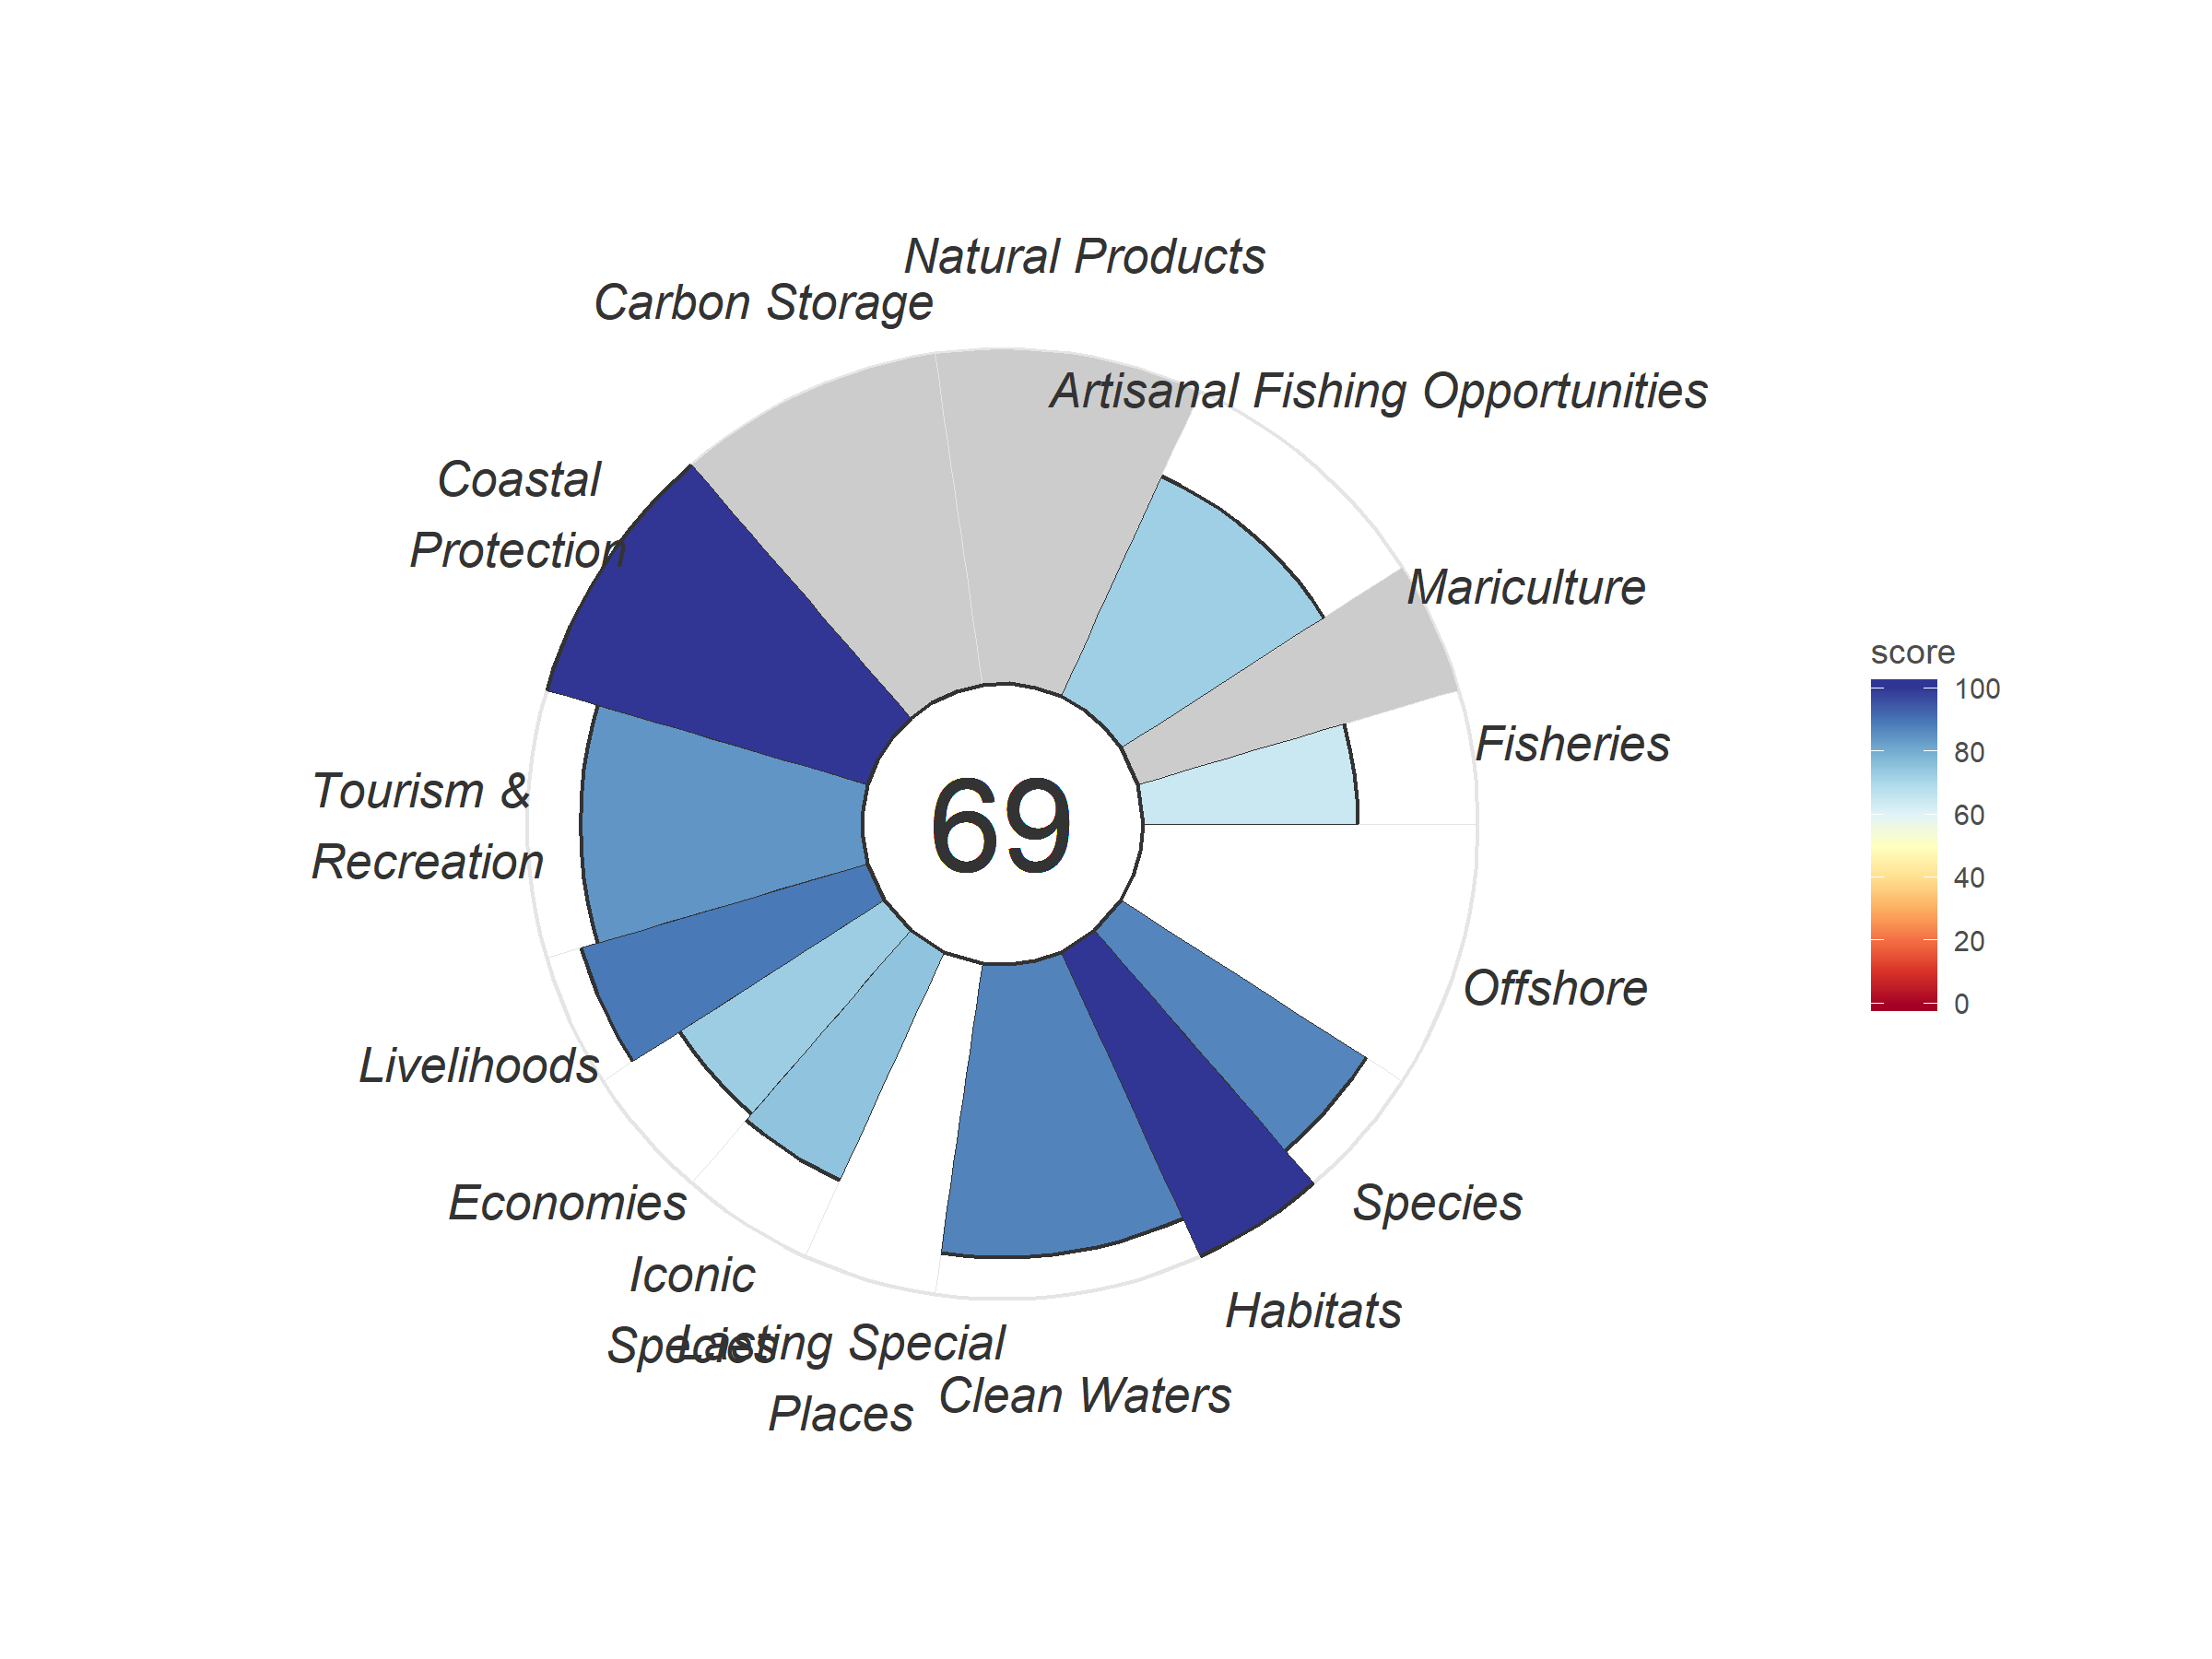 Natural Products
Carbon Storage
Artisanal Fishing Opportunities
Coastal
Protection
Mariculture
Fisheries
Tourism &
Recreation
69
Offshore
Livelihoods
Economies
Species
Iconic
Species
Habitats
Lasting Special
Places
Clean Waters
score
100
80
60
40
20
0